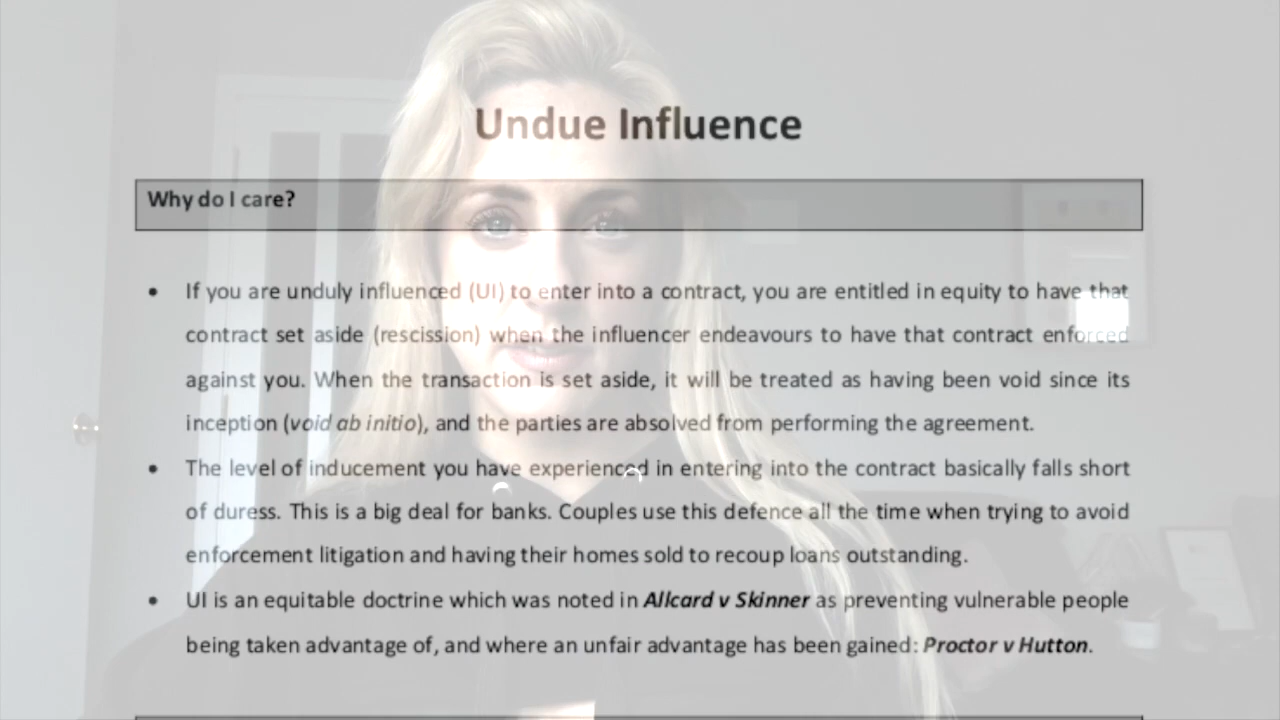 Undue Influence
Why do I care?
• If you are unduly influenced (UI) to enter into a contract, you are entitled in equity to have that
contract set aside (rescission) when the influencer endeavours to have that contract enforced
against you. When the transaction is set aside, it will be treated as having been void since its
inception (void ab initio), and the parties are absolved from performing the agreement.
• The level of inducement you have experienced in entering into the contract basically falls short
of duress. This is a big deal for banks. Couples use this defence all the time when trying to avoid
enforcement litigation and having their homes sold to recoup loans outstanding.
• UI is an equitable doctrine which was noted in Allcard v Skinner as preventing vulnerable people
being taken advantage of, and where an unfair advantage has been gained: Proctor v Hutton.